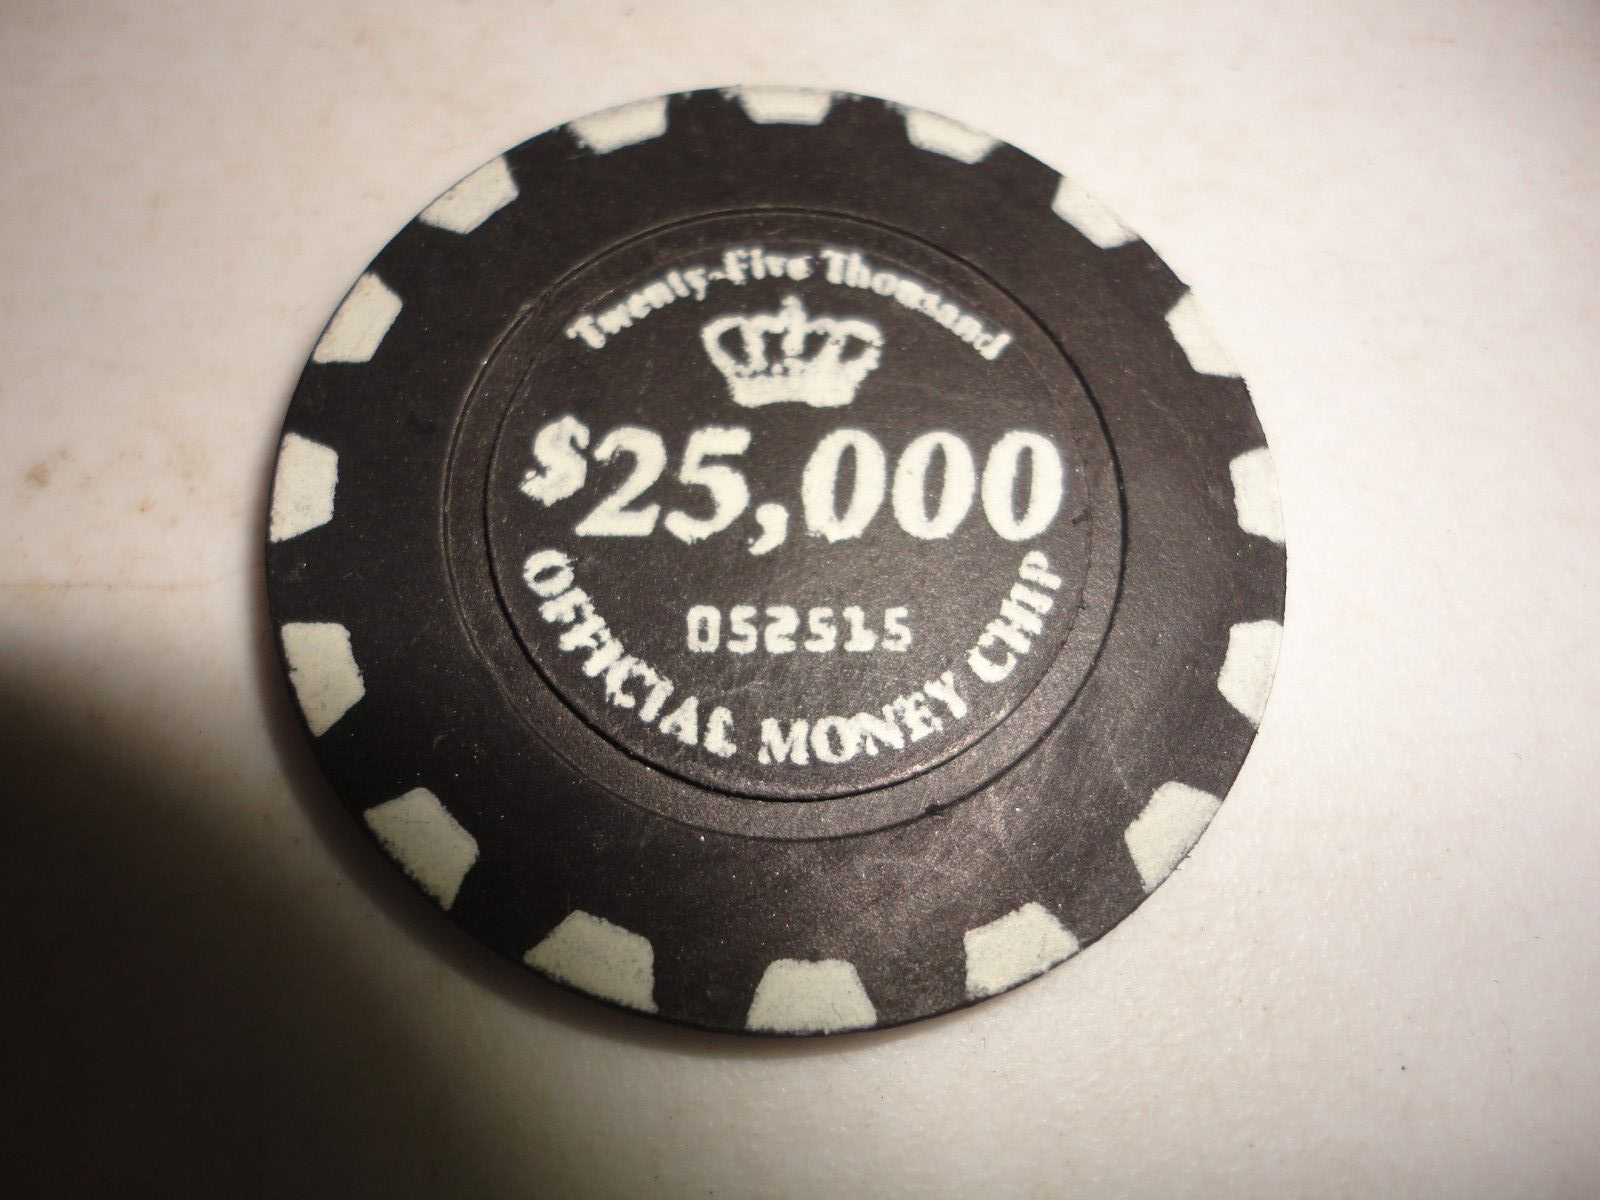 Twenty-Five Thousand
$25,000
052515
OFFICIAL MONEY CHIP